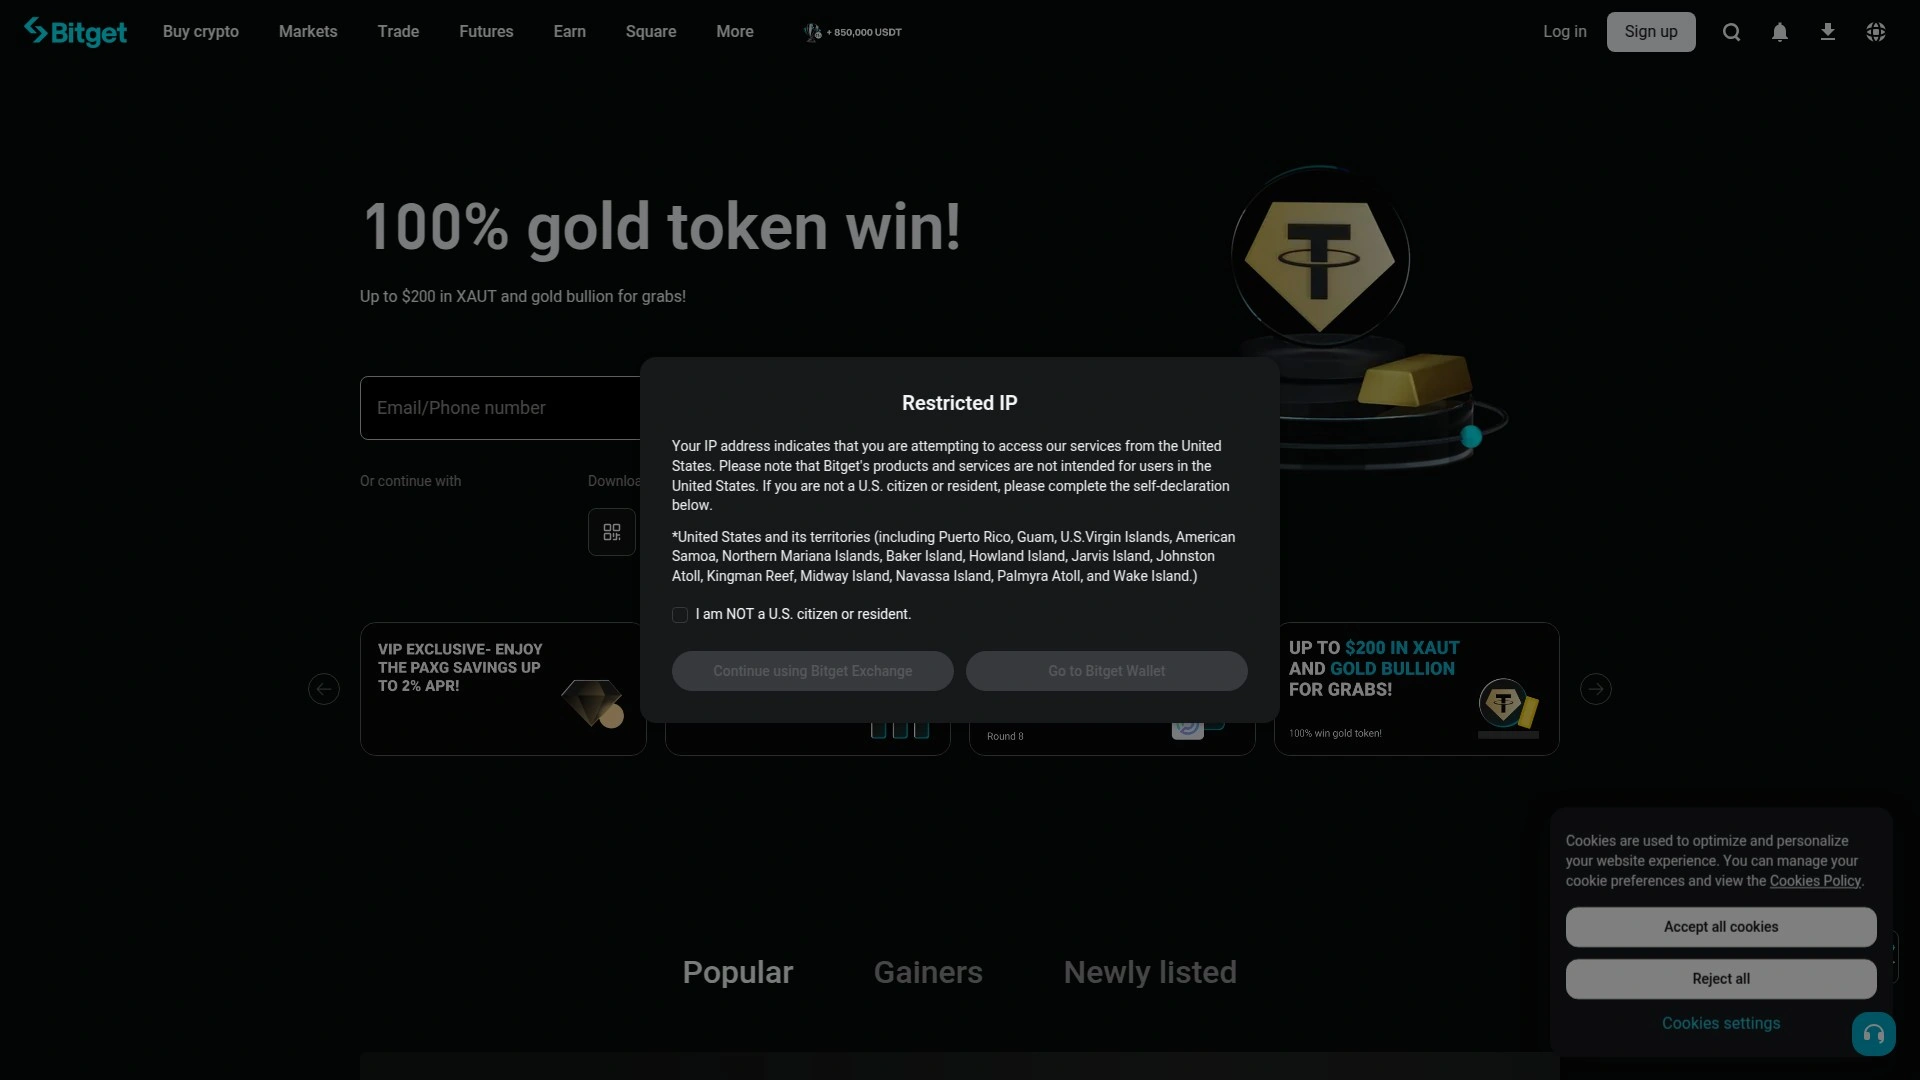 Bitget
Buy crypto
Markets
Trade
Futures
Earn
Square
More
+ 850,000 USDT
Log in
Sign up
100% gold token win!
Up to $200 in XAUT and gold bullion for grabs!
Email/Phone number
Or continue with
Restricted IP
Your IP address indicates that you are attempting to access our services from the United
States. Please note that Bitget's products and services are not intended for users in the
United States. If you are not a U.S. citizen or resident, please complete the self-declaration
below.
*United States and its territories (including Puerto Rico, Guam, U.S.Virgin Islands, American
Samoa, Northern Mariana Islands, Baker Island, Howland Island, Jarvis Island, Johnston
Atoll, Kingman Reef, Midway Island, Navassa Island, Palmyra Atoll, and Wake Island.)
I am NOT a U.S. citizen or resident.
Continue using Bitget Exchange
Go to Bitget Wallet
VIP EXCLUSIVE- ENJOY
THE PAXG SAVINGS UP
TO 2% APR!
Round 8
UP TO $200 IN XAUT
AND GOLD BULLION
FOR GRABS!
100% win gold token!
Cookies are used to optimize and personalize
your website experience. You can manage your
cookie preferences and view the Cookies Policy.
Accept all cookies
Reject all
Cookies settings
Popular
Gainers
Newly listed